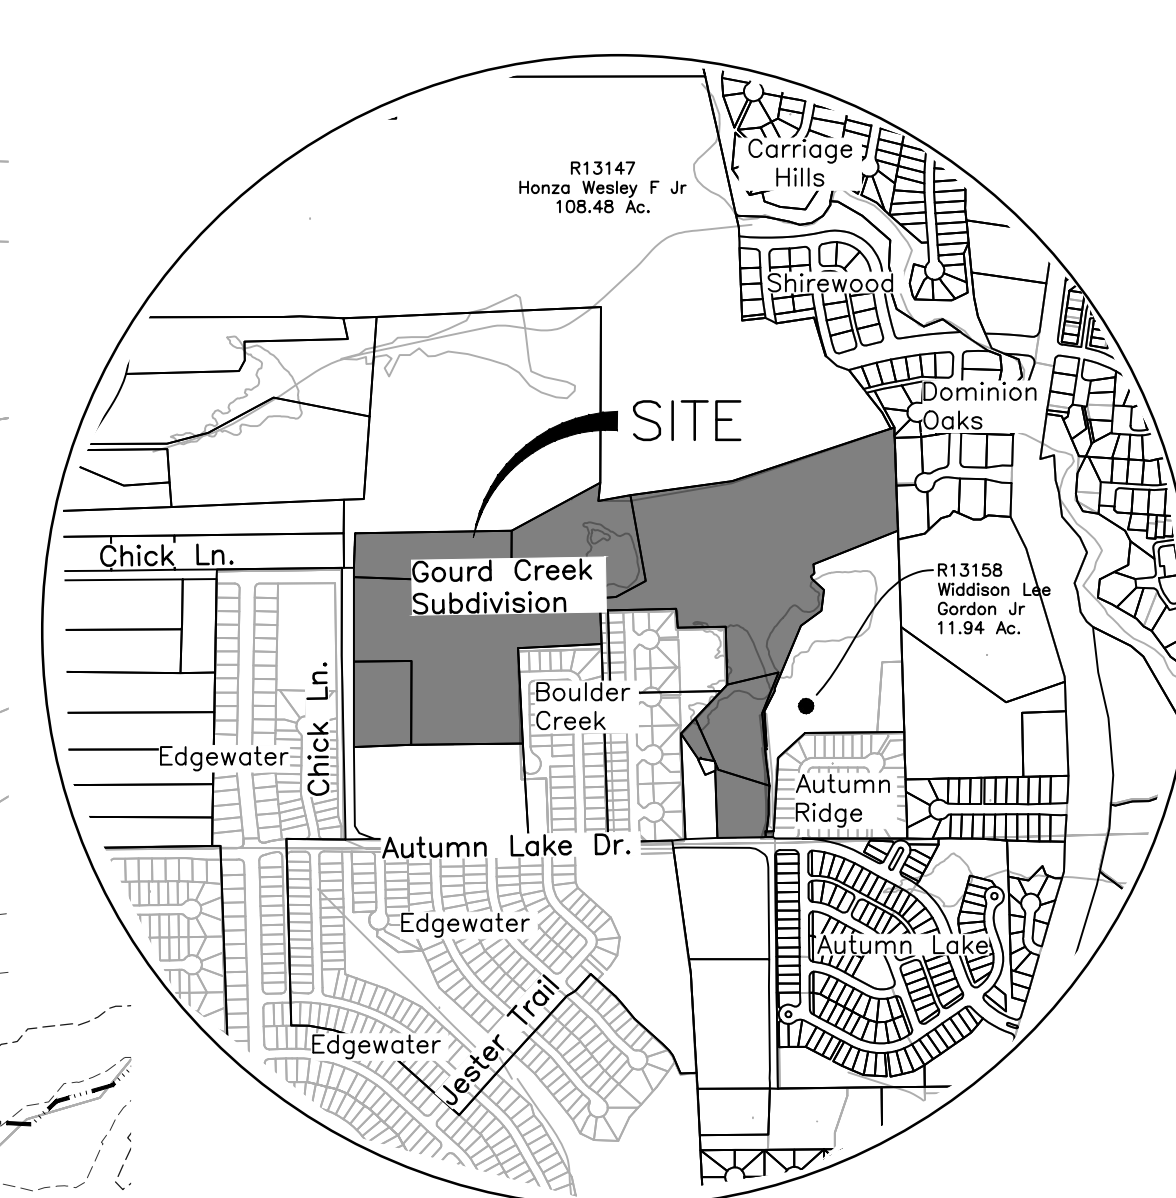 Carriage
Hills
R13147
Honza Wesley F Jr
108.48 Ac.
Shirewood
Dominion
Oaks
SITE
Chick Ln.
Gourd Creek
Subdivision
R13158
Widdison Lee
Gordon Jr
11.94 Ac.
Chick Ln.
Boulder
Creek
Edgewater
Autumn
Ridge
Autumn Lake Dr.
Edgewater
Autumn Lake
Jester Trail
Edgewater